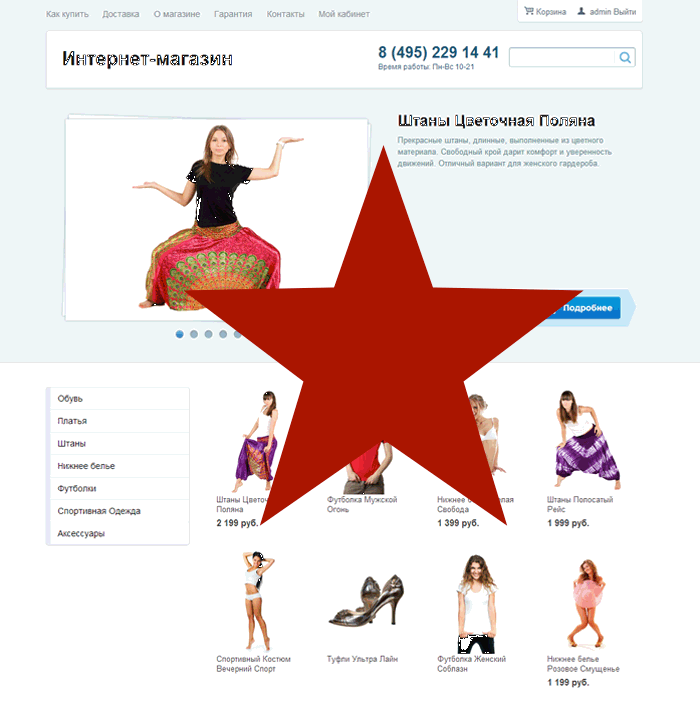 Как купить Доставка О магазине Гарантия Контакты Мой кабинет
Корзина admin Выйти
Интернет-магазин
8 (495) 229 14 41
Время работы: Пн-Вс 10-21
Штаны Цветочная Поляна
Прекрасные штаны, длинные, выполненные из цветного
материала. Свободный крой дарит комфорт и уверенность
движений. Отличный вариант для женского гардероба.
Подробнее
Обувь
Платья
Штаны
Нижнее белье
Футболки
Спортивная Одежда
Аксессуары
Штаны
Поляна
2 199 руб.
Футболка Мужской
Огонь
Нижнее
Свобода
1 399 руб.
Штаны Полосатый
Рейс
1 999 руб.
Спортивный Костюм
Вечерний Спорт
Туфли Ультра Лайн
Футболка Женский
Соблазн
Нижнее белье
Розовое Смущенье
1 199 руб.